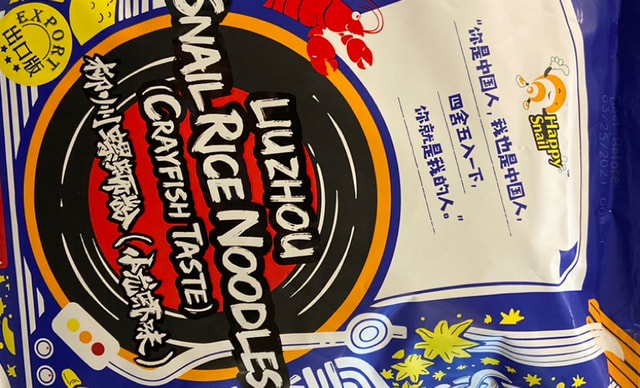 EXPORT
出口版
LIUZHOU
SNAIL RICE NOODLES
(CRAYFISH TASTE)
柳州螺蛳粉(小龙虾味)
Happy
Snail
TM
"你是中国人,我也是中国人,
四舍五入一下,
你就是我的人。"